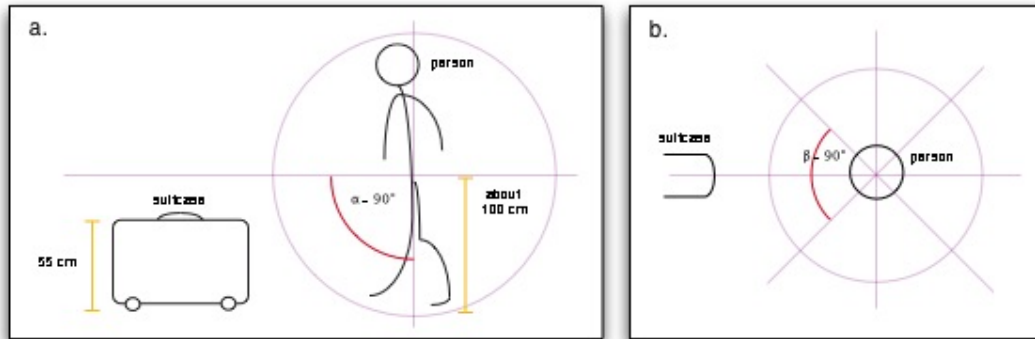 a.
person
suitcase
α = 90°
about
100 cm
55 cm
b.
suitcase
β = 90°
person